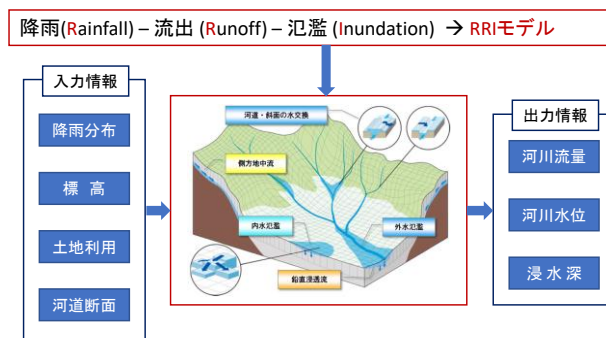 降雨(Rainfall) – 流出 (Runoff) – 氾濫 (Inundation) → RRIモデル
入力情報
降雨分布
標 高
土地利用
河道断面
河道・斜面の水交換
側方地中流
内水氾濫
外水氾濫
鉛直浸透流
出力情報
河川流量
河川水位
浸 水 深